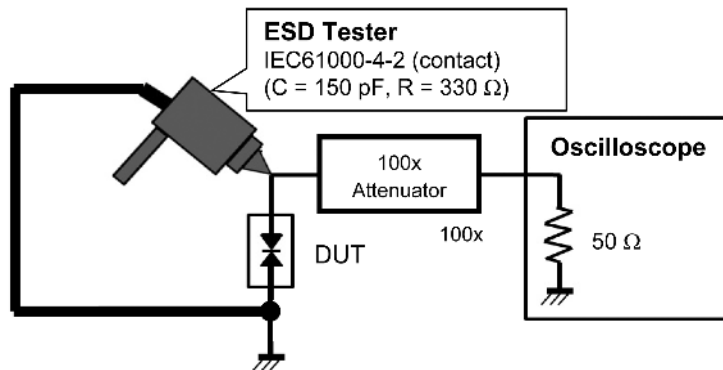 ESD Tester
IEC61000-4-2 (contact)
(C = 150 pF, R = 330 Ω)
100x
Attenuator
100x
Oscilloscope
50 Ω
DUT